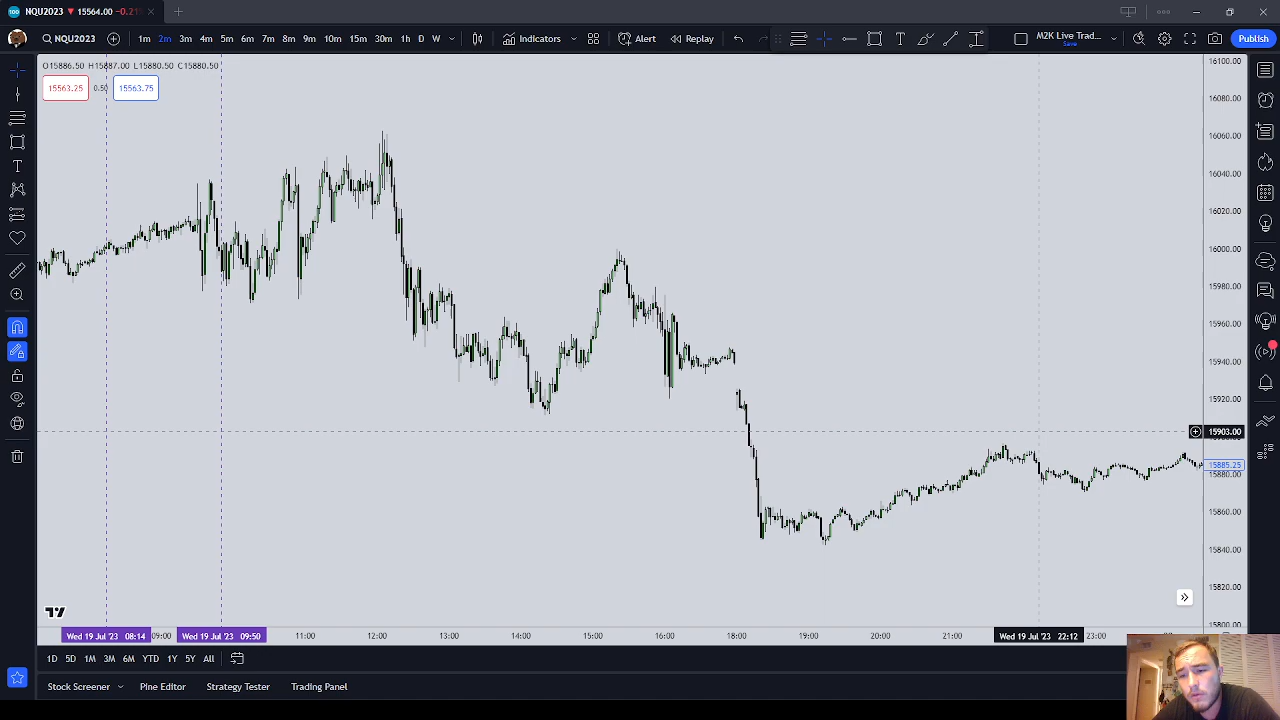 NQU2023 ▼ 15564.00 −0.21
NQU2023 1m 2m 3m 4m 5m 6m 7m 8m 9m 10m 15m 30m 1h D W Indicators Alert Replay M2K Live Trad... Save Publish
O15886.50 H15887.00 L15880.50 C15880.50
15563.25 0.50 15563.75
16100.00
16080.00
16060.00
16040.00
16020.00
16000.00
15980.00
15960.00
15940.00
15920.00
15903.00
15885.25
15880.00
15860.00
15840.00
15820.00
Wed 19 Jul '23 08:14 09:00 Wed 19 Jul '23 09:50 11:00 12:00 13:00 14:00 15:00 16:00 18:00 19:00 20:00 21:00 Wed 19 Jul '23 22:12 23:00
1D 5D 1M 3M 6M YTD 1Y 5Y All
Stock Screener Pine Editor Strategy Tester Trading Panel